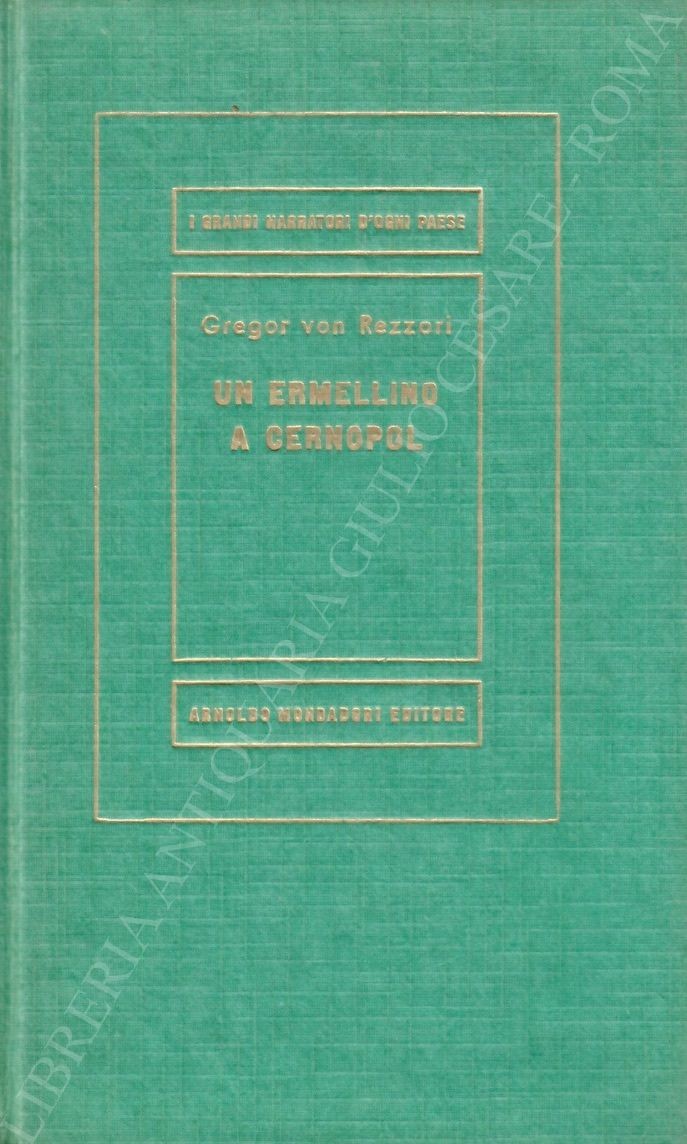 I GRANDI NARRATORI D'OGNI PAESE
Gregor von Rezzori
UN ERMELLINO
A CERNOPOL
ARNOLDO MONDADORI EDITORE
LIBRERIA ANTIQUARIA GIULIO CESARE - ROMA